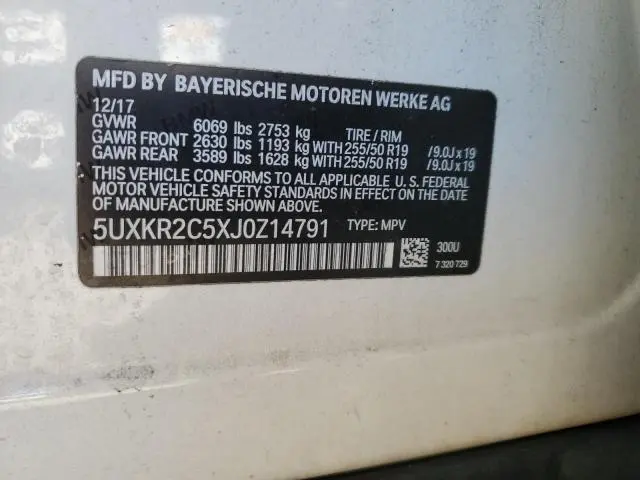 MFD BY BAYERISCHE MOTOREN WERKE AG
12/17
GVWR 6069 lbs 2753 kg TIRE / RIM
GAWR FRONT 2630 lbs 1193 kg WITH 255/50 R19 /9.0J x 19
GAWR REAR 3589 lbs 1628 kg WITH 255/50 R19 /9.0J x 19
THIS VEHICLE CONFORMS TO ALL APPLICABLE U.S. FEDERAL
MOTOR VEHICLE SAFETY STANDARDS IN EFFECT ON THE DATE
OF MANUFACTURE SHOWN ABOVE.
5UXKR2C5XJ0Z14791 TYPE: MPV
300U
7 320 729